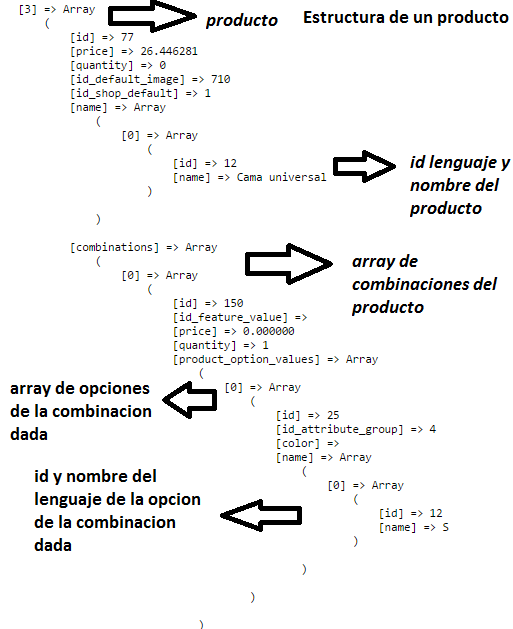 Estructura de un producto
[3] => Array
producto
(
[id] => 77
[price] => 26.446281
[quantity] => 0
[id_default_image] => 710
[id_shop_default] => 1
[name] => Array
(
[0] => Array
(
[id] => 12
[name] => Cama universal
)
)
id lenguaje y
nombre del
producto
[combinations] => Array
(
[0] => Array
(
array de
combinaciones del
producto
[id] => 150
[id_feature_value] =>
[price] => 0.000000
[quantity] => 1
[product_option_values] => Array
(
[0] => Array
(
array de opciones
de la combinacion
dada
[id] => 25
[id_attribute_group] => 4
[color] =>
[name] => Array
(
[0] => Array
(
[id] => 12
[name] => S
)
)
id y nombre del
lenguaje de la opcion
de la combinacion
dada
)
)